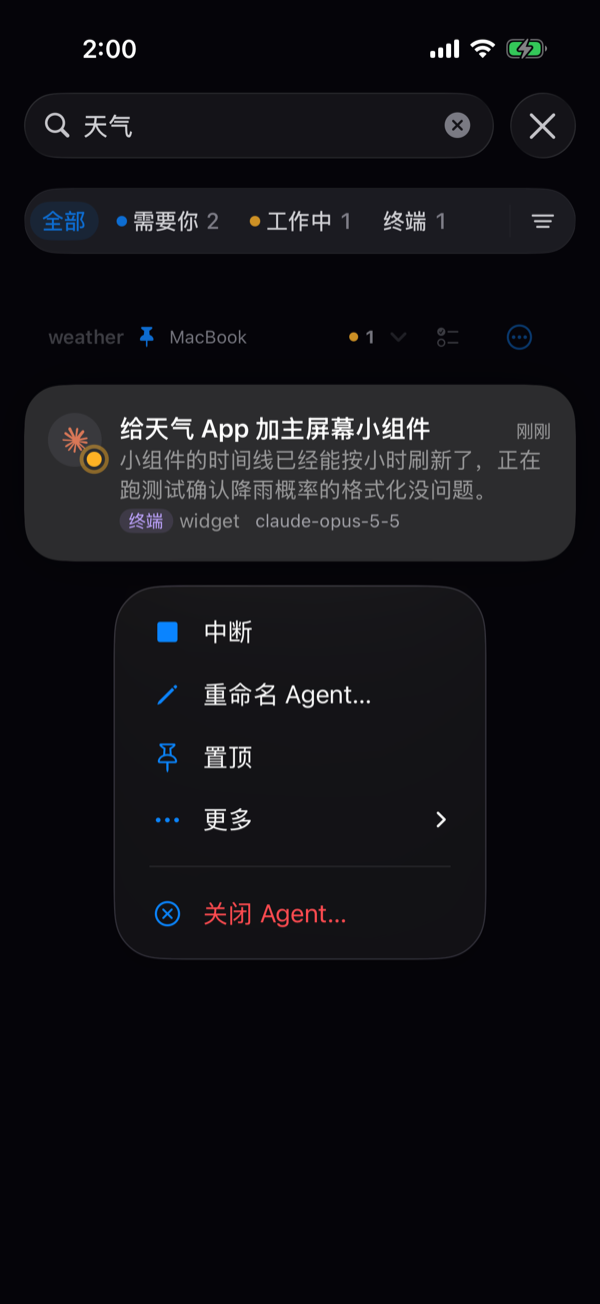 2:00
天气
全部 需要你 2 工作中 1 终端 1
weather MacBook 1
给天气 App 加主屏幕小组件 刚刚
小组件的时间线已经能按小时刷新了，正在
跑测试确认降雨概率的格式化没问题。
终端 widget claude-opus-5-5
中断
重命名 Agent...
置顶
更多
关闭 Agent...